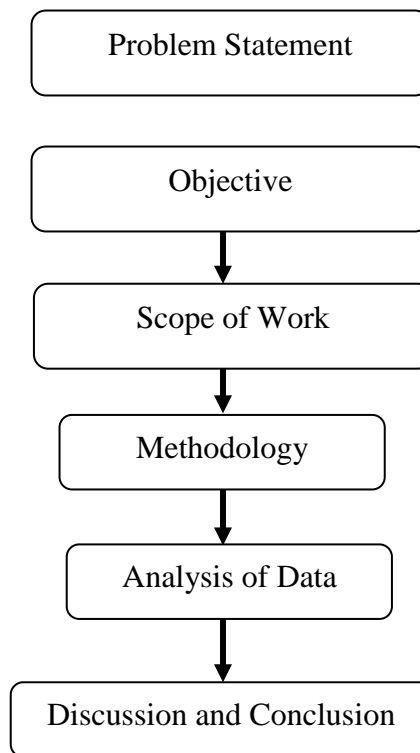 Problem Statement
Objective
Scope of Work
Methodology
Analysis of Data
Discussion and Conclusion